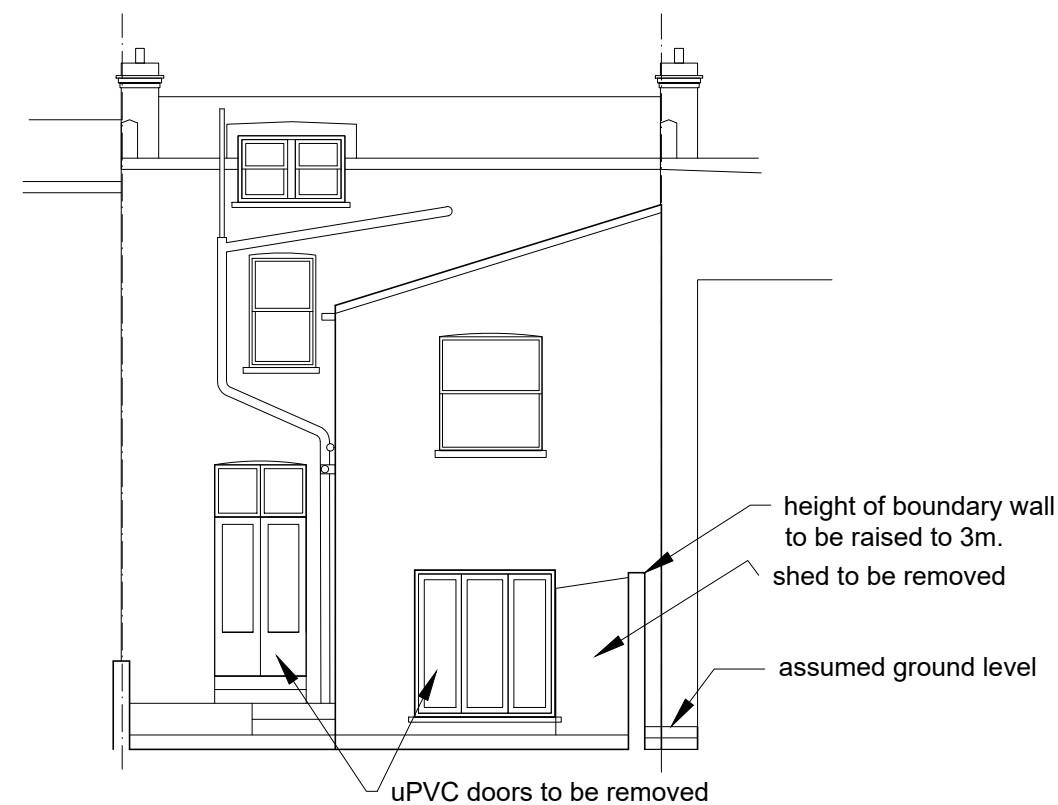 height of boundary wall
to be raised to 3m.
shed to be removed
assumed ground level
uPVC doors to be removed